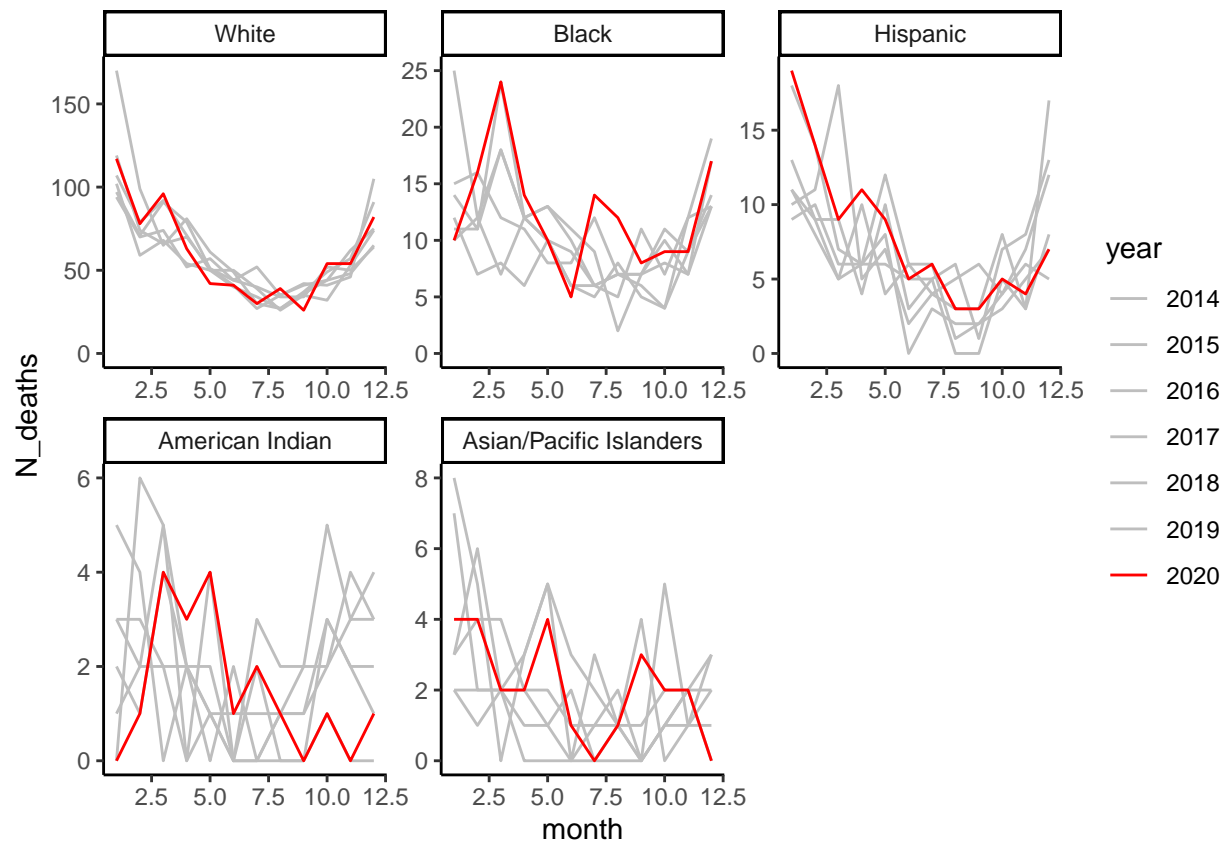 White
Black
Hispanic
150
100
50
0
25
20
15
10
5
0
15
10
5
0
2.5 5.0 7.5 10.0 12.5
2.5 5.0 7.5 10.0 12.5
2.5 5.0 7.5 10.0 12.5
N_deaths
American Indian
Asian/Pacific Islanders
6
4
2
0
8
6
4
2
0
2.5 5.0 7.5 10.0 12.5
2.5 5.0 7.5 10.0 12.5
month
year
2014
2015
2016
2017
2018
2019
2020